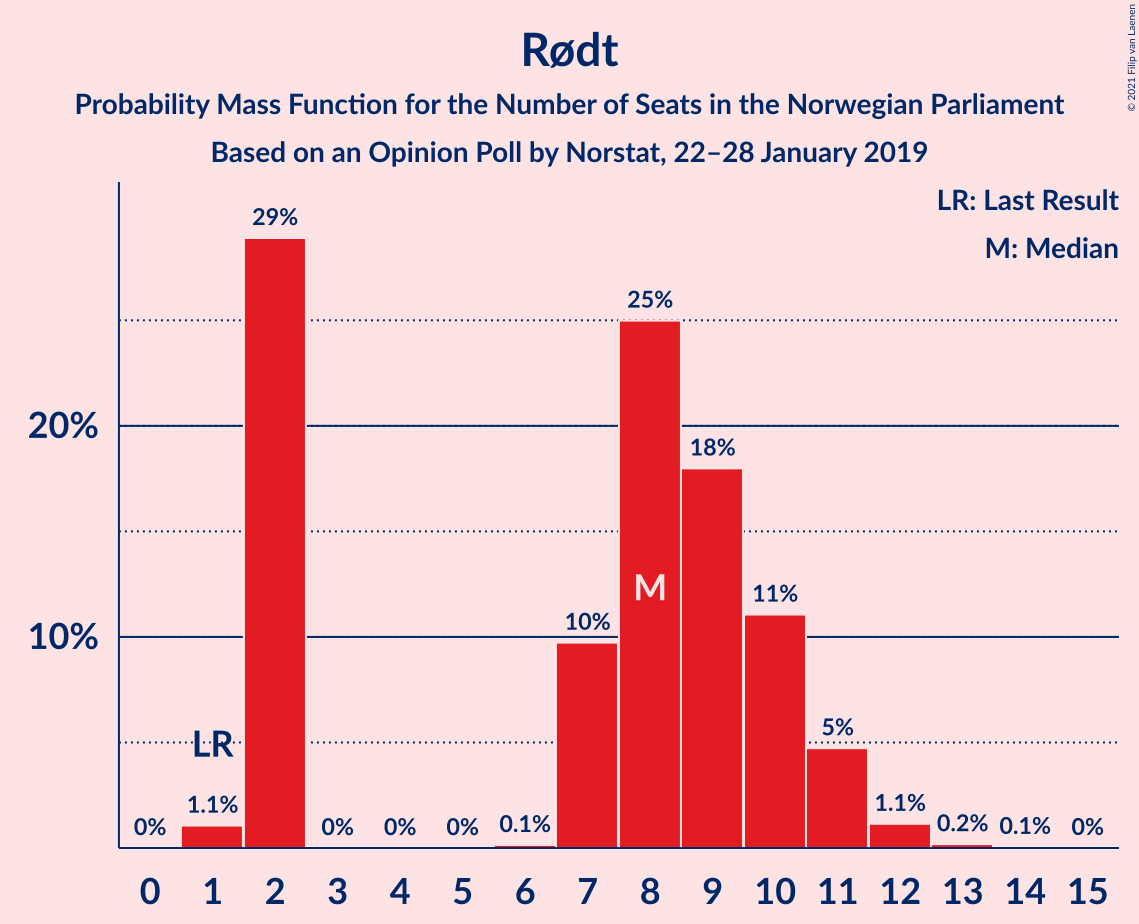 Rødt
Probability Mass Function for the Number of Seats in the Norwegian Parliament
Based on an Opinion Poll by Norstat, 22–28 January 2019
© 2021 Filip van Laenen
LR: Last Result
M: Median
29%
25%
20%
18%
11%
10%
10%
M
5%
LR
1.1%
1.1%
0%
0%
0%
0%
0.1%
0.2%
0.1%
0%
0 1 2 3 4 5 6 7 8 9 10 11 12 13 14 15